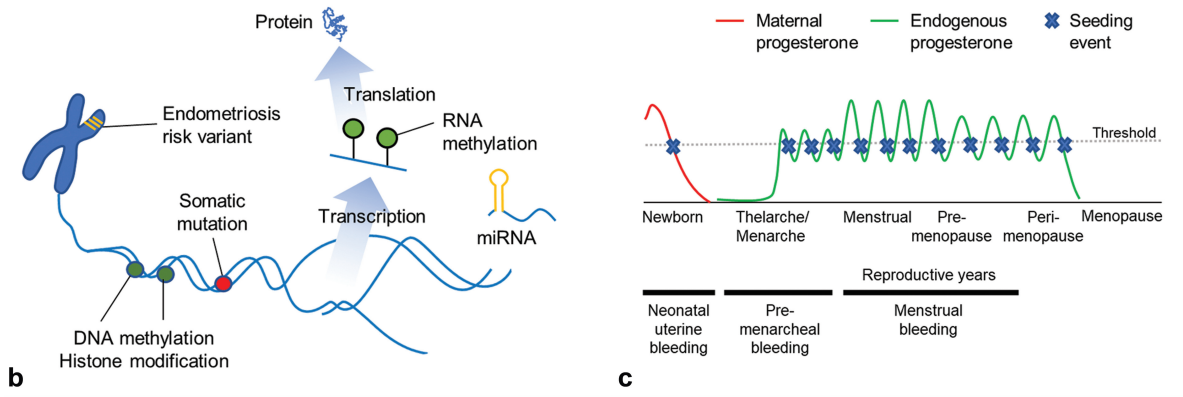 Protein
Translation
Endometriosis
risk variant
RNA
methylation
Somatic
mutation
Transcription
miRNA
DNA methylation
Histone modification
b
Maternal
progesterone
Endogenous
progesterone
Seeding
event
Threshold
Newborn
Thelarche/
Menarche
Menstrual
Pre-
menopause
Peri-
menopause
Menopause
Reproductive years
Neonatal
uterine
bleeding
Pre-
menarcheal
bleeding
Menstrual
bleeding
c